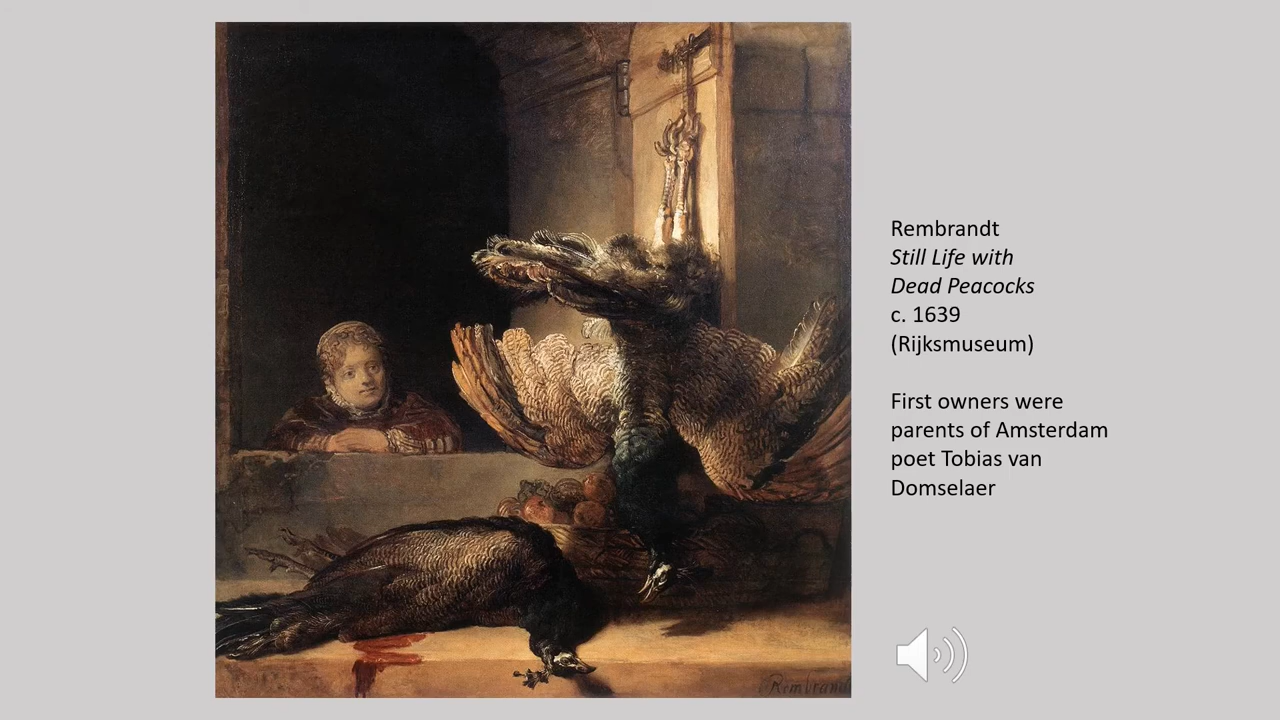 Rembrandt
Still Life with
Dead Peacocks
c. 1639
(Rijksmuseum)
First owners were
parents of Amsterdam
poet Tobias van
Domselaer
Rembrandt